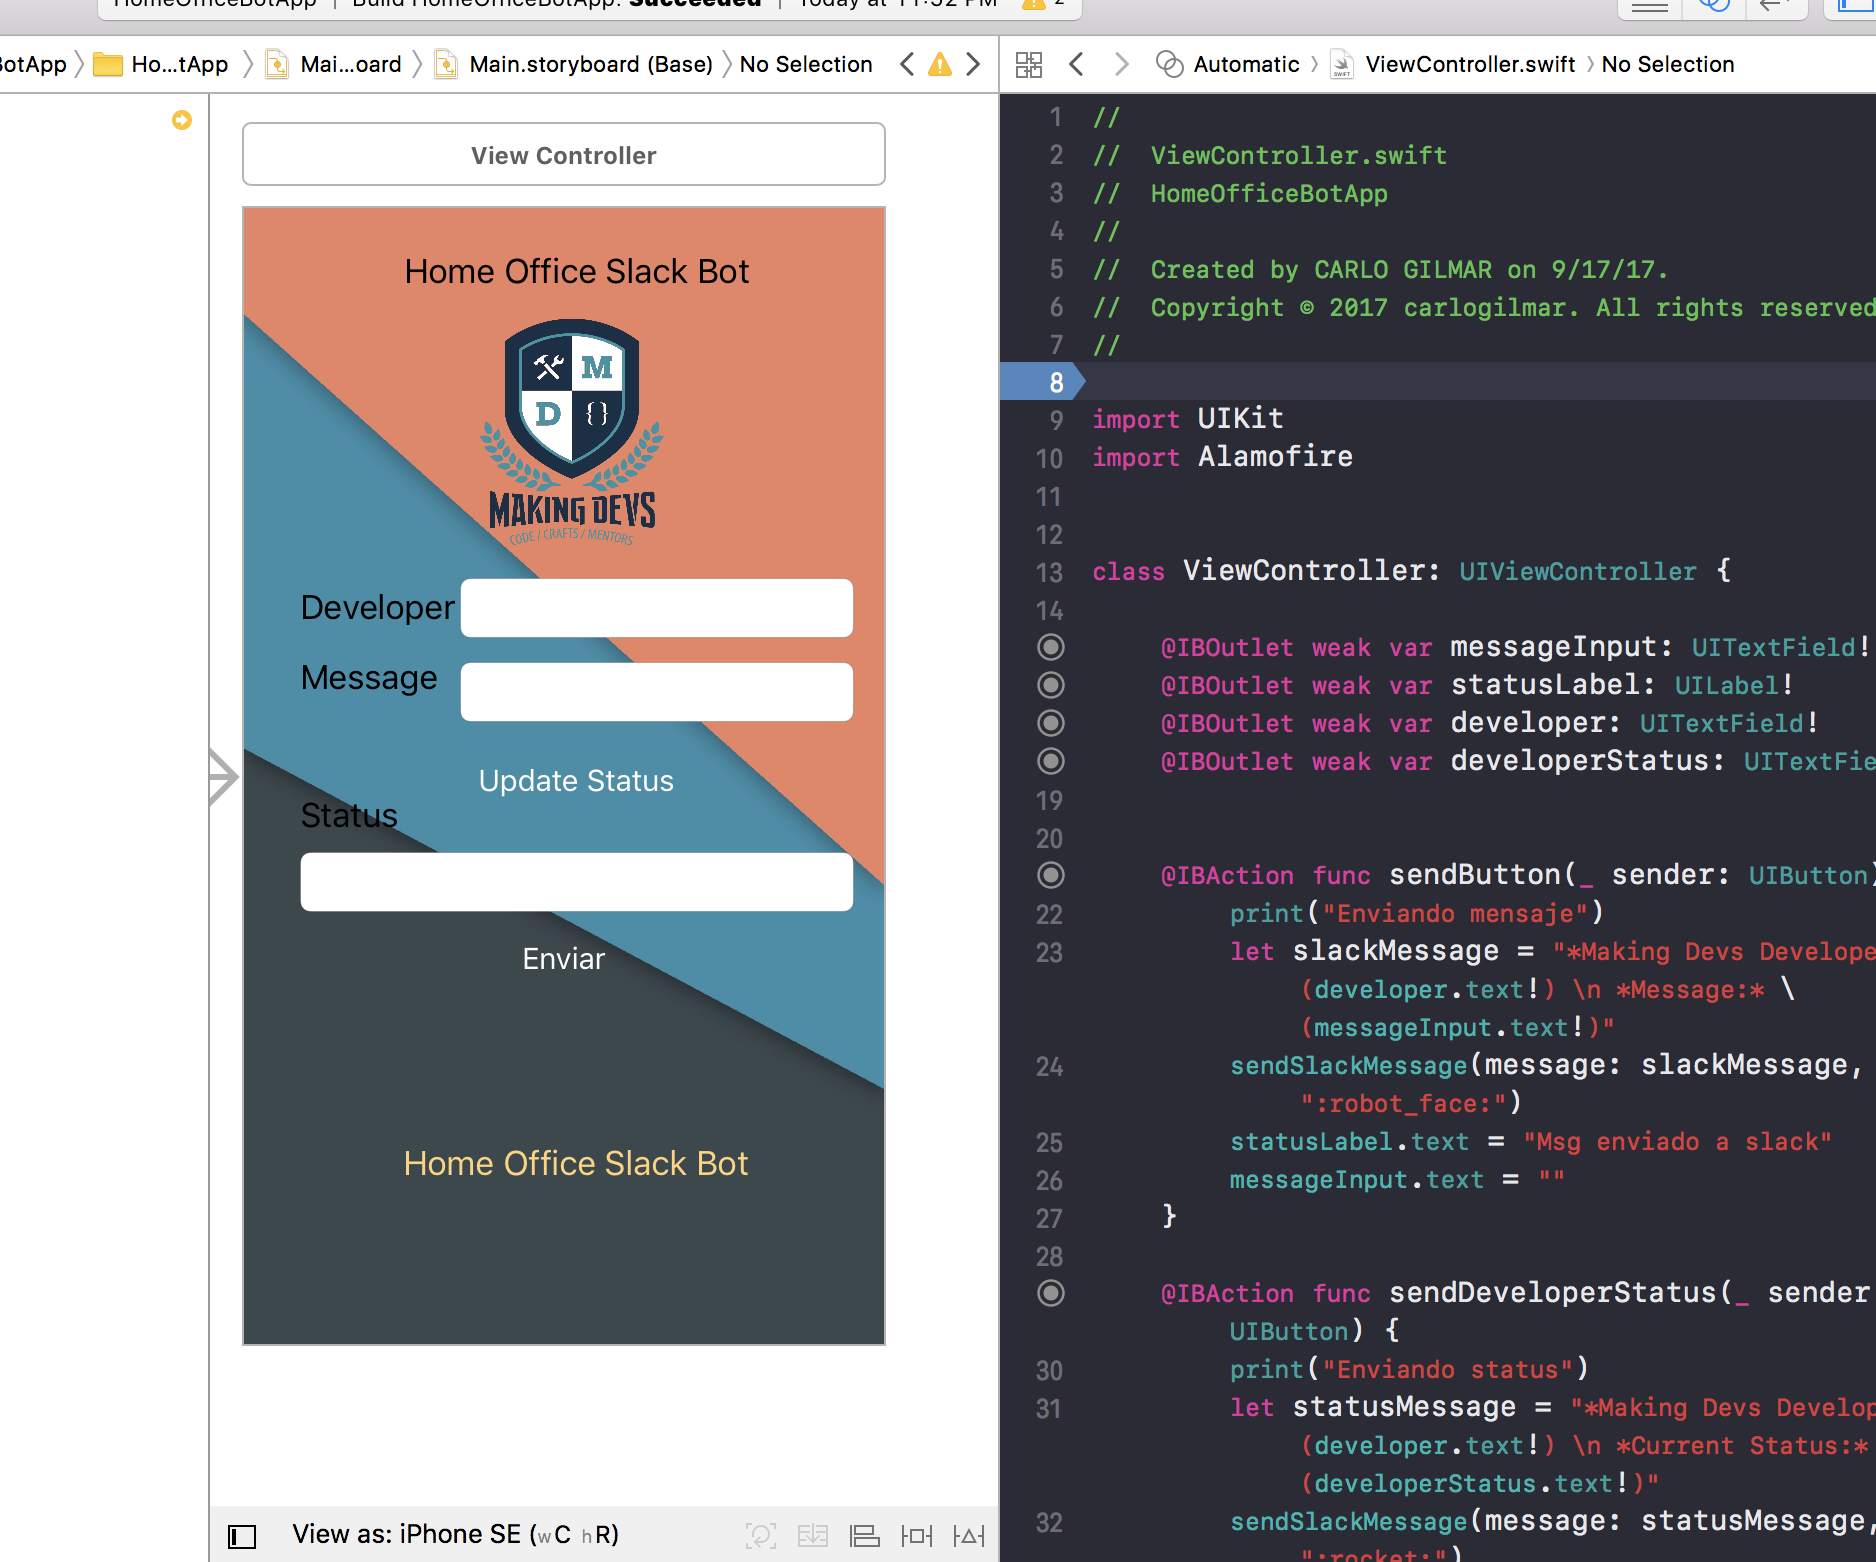 HomeOfficeBotApp | Build HomeOfficeBotApp: Succeeded | Today at 11:52 PM 2
BotApp Ho...tApp Mai...oard Main.storyboard (Base) No Selection
Automatic ViewController.swift No Selection
View Controller
Home Office Slack Bot
M
D {}
MAKING DEVS
CODE / CRAFTS / MENTORS
Developer
Message
Update Status
Status
Enviar
Home Office Slack Bot
View as: iPhone SE (wC hR)
1 //
2 //  ViewController.swift
3 //  HomeOfficeBotApp
4 //
5 //  Created by CARLO GILMAR on 9/17/17.
6 //  Copyright © 2017 carlogilmar. All rights reserved
7 //
8
9 import UIKit
10 import Alamofire
11
12
13 class ViewController: UIViewController {
14
@IBOutlet weak var messageInput: UITextField!
@IBOutlet weak var statusLabel: UILabel!
@IBOutlet weak var developer: UITextField!
@IBOutlet weak var developerStatus: UITextFie
19
20
@IBAction func sendButton(_ sender: UIButton)
22 print("Enviando mensaje")
23 let slackMessage = "*Making Devs Develope
(developer.text!) \n *Message:* \
(messageInput.text!)"
24 sendSlackMessage(message: slackMessage,
":robot_face:")
25 statusLabel.text = "Msg enviado a slack"
26 messageInput.text = ""
27 }
28
@IBAction func sendDeveloperStatus(_ sender
UIButton) {
30 print("Enviando status")
31 let statusMessage = "*Making Devs Develop
(developer.text!) \n *Current Status:*
(developerStatus.text!)"
32 sendSlackMessage(message: statusMessage,
":rocket:")